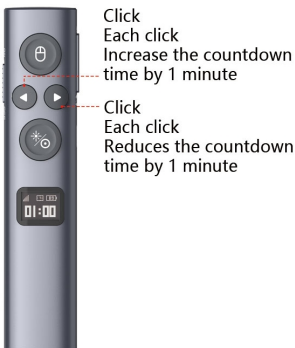 Click
Each click
Increase the countdown
time by 1 minute
Click
Each click
Reduces the countdown
time by 1 minute
01:00